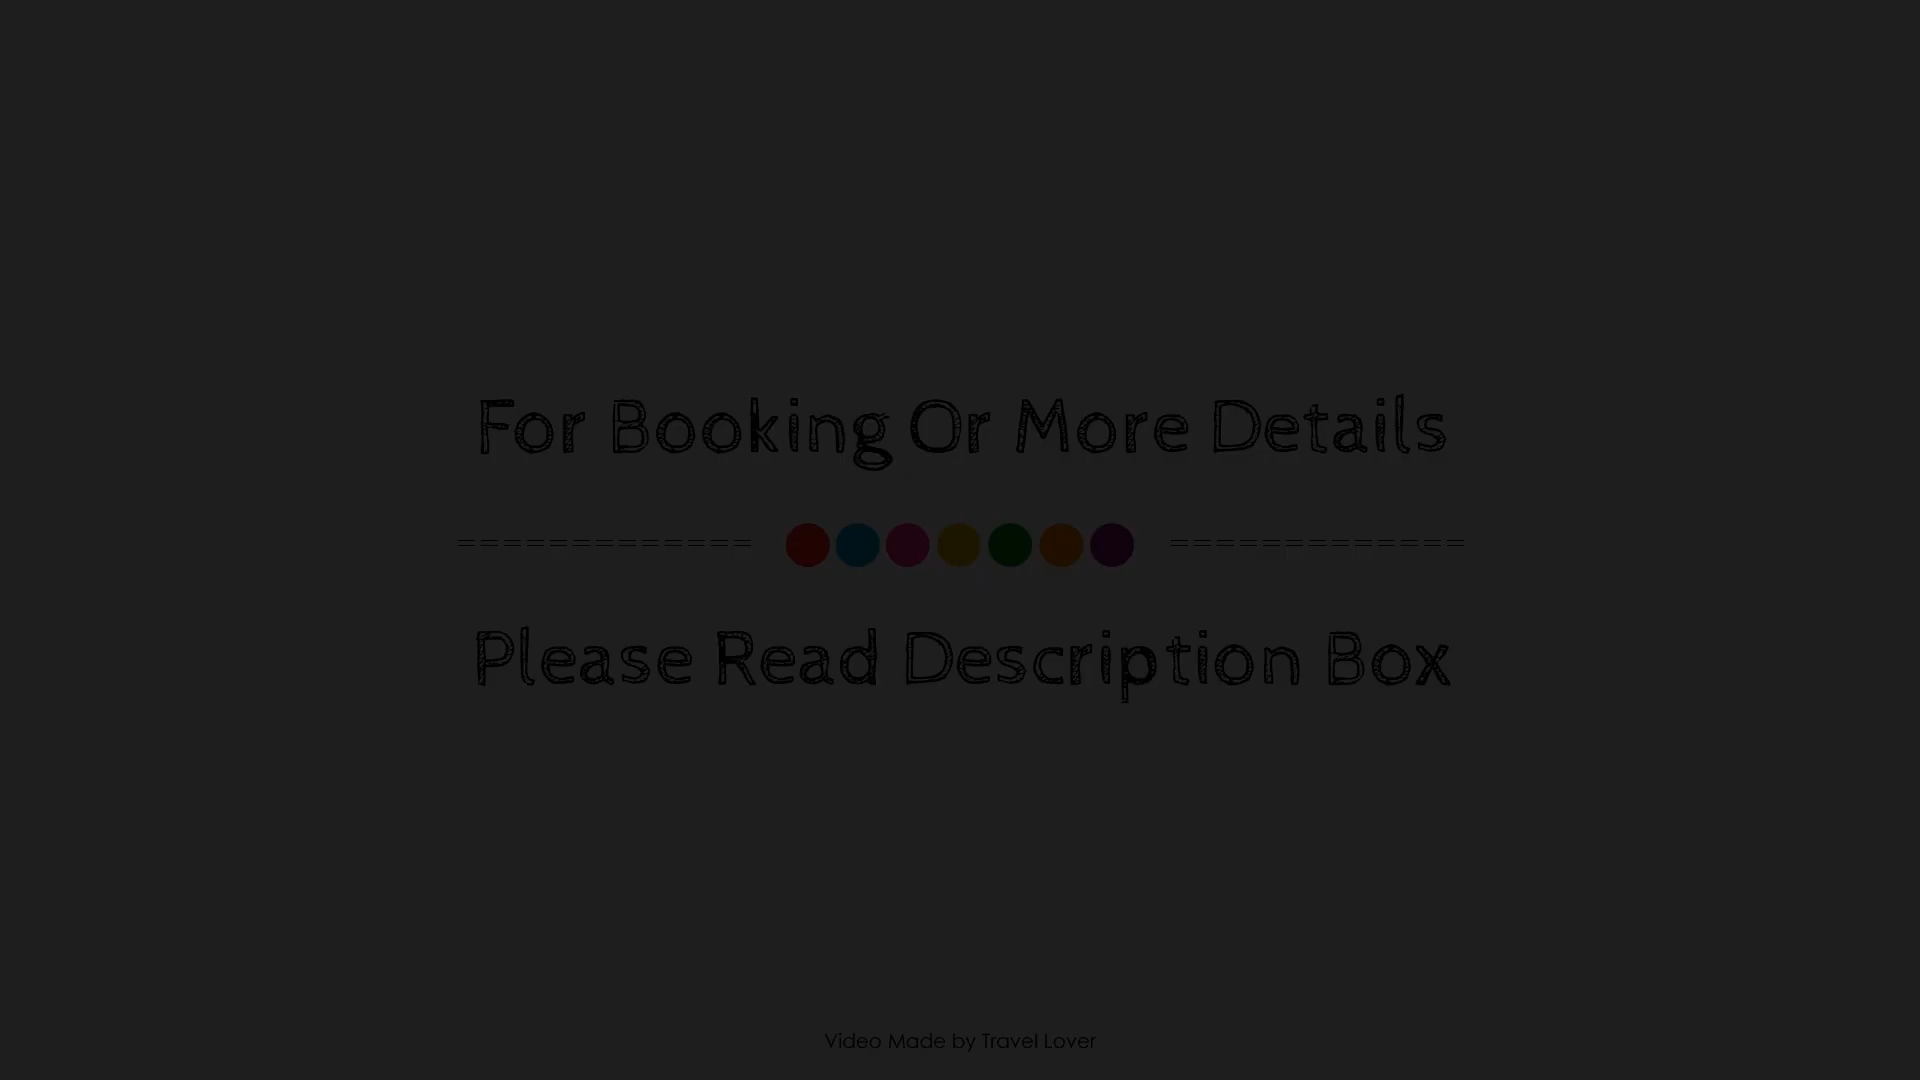 For Booking Or More Details
============= =============
Please Read Description Box
Video Made by Travel Lover